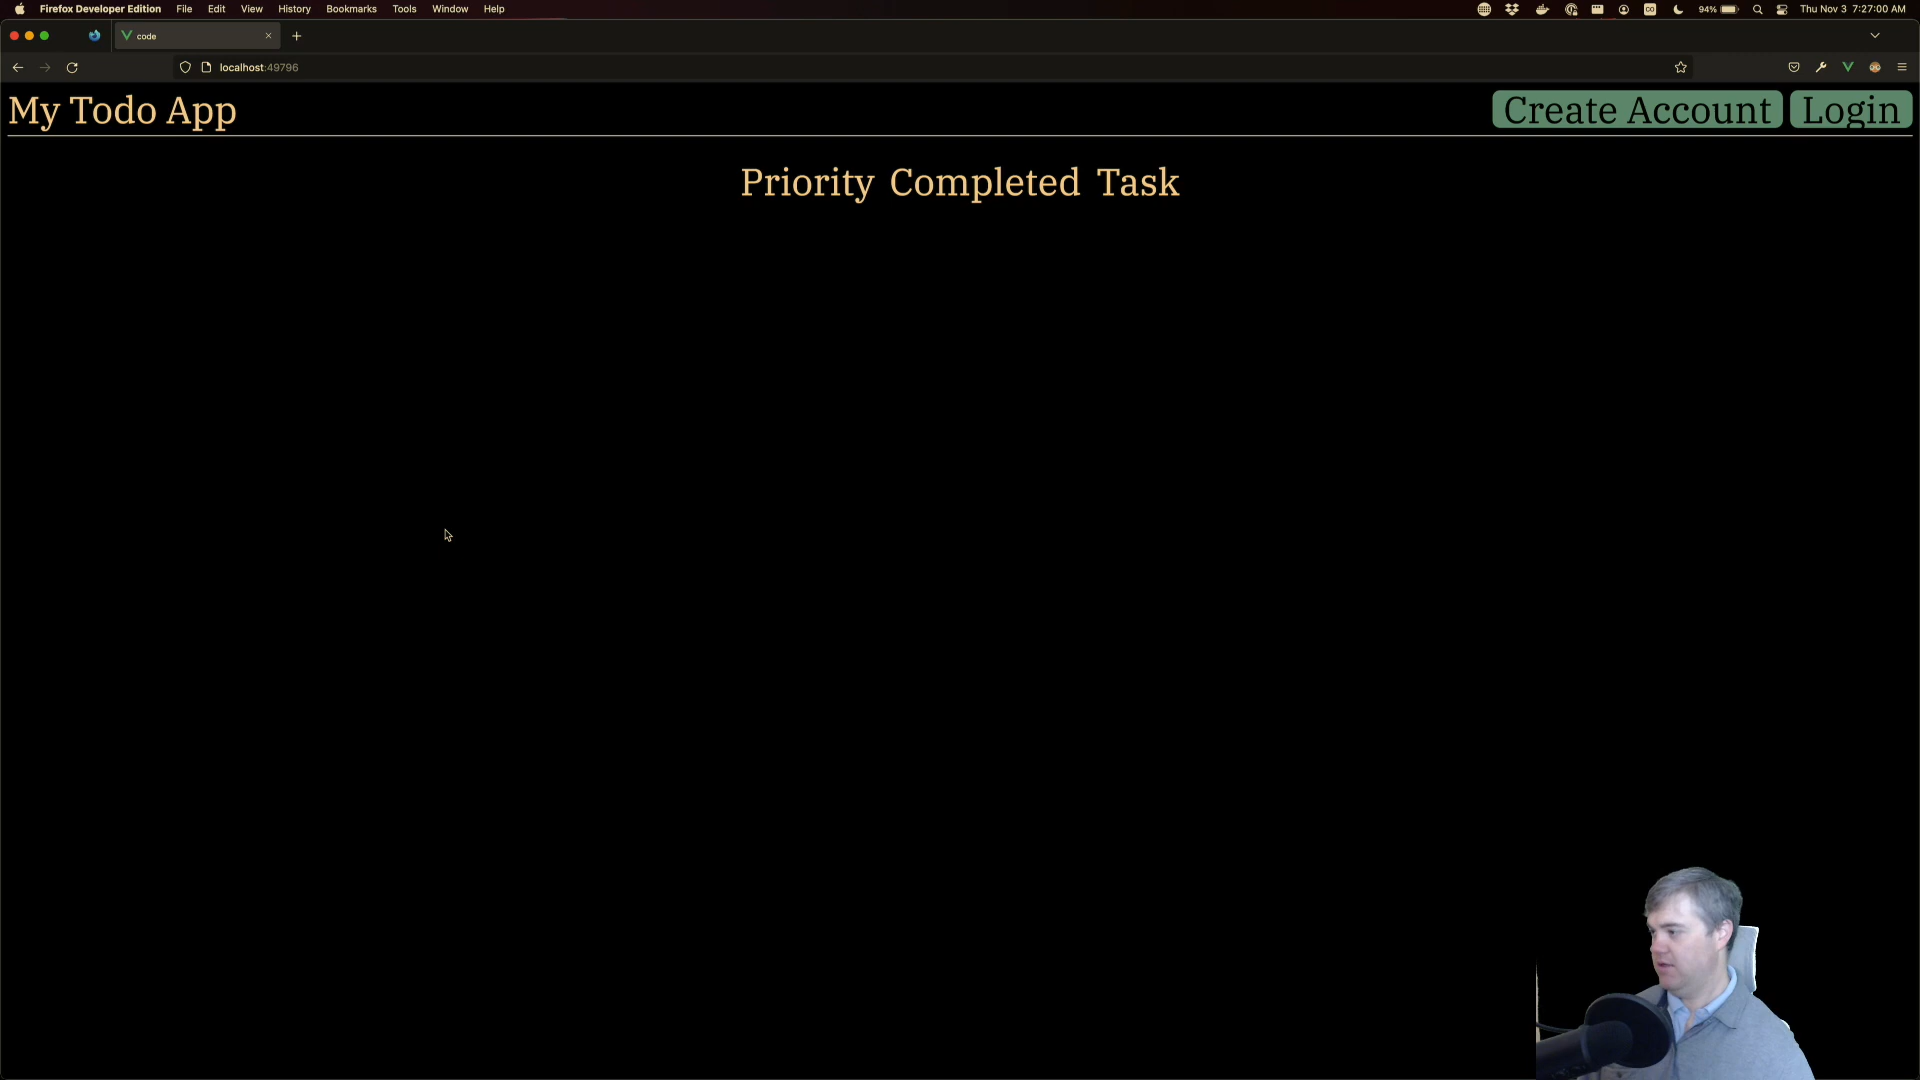 Firefox Developer Edition File Edit View History Bookmarks Tools Window Help 94% Thu Nov 3 7:27:00 AM
code
localhost:49796
My Todo App Create Account Login
Priority Completed Task